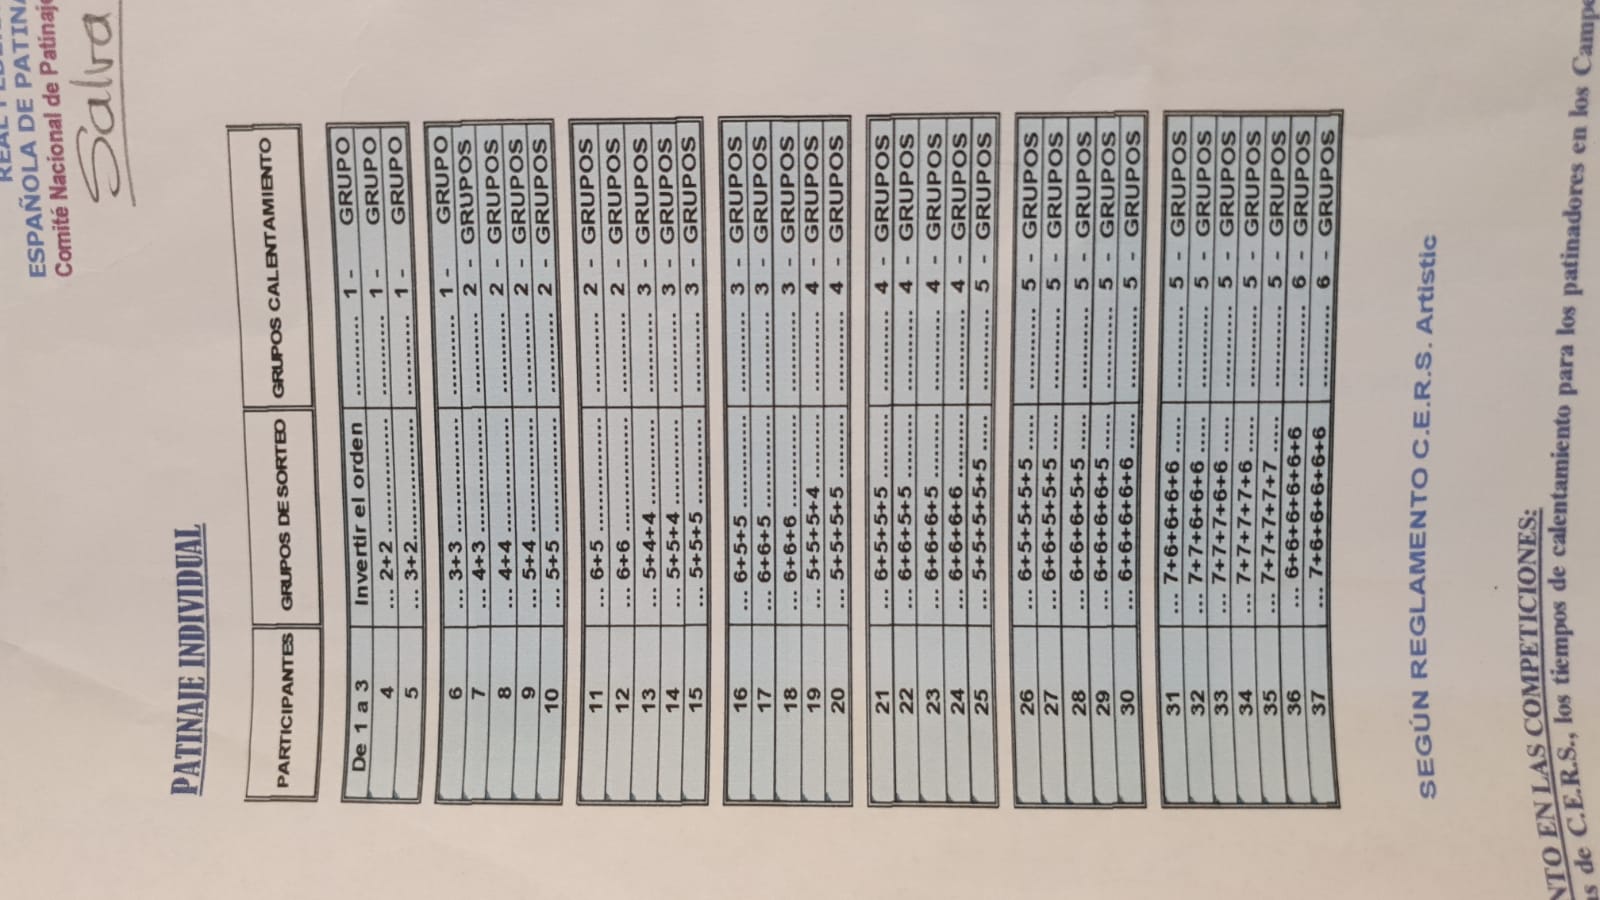 ESPAÑOLA DE
Comité Nacional de
Salva
PATINAJE INDIVIDUAL
PARTICIPANTES GRUPOS DE SORTEO GRUPOS CALENTAMIENTO
De 1 a 3 Invertir el orden ........... 1 - GRUPO
4 ... 2+2 ................ ........... 1 - GRUPO
5 ... 3+2................. ........... 1 - GRUPO
6 ... 3+3 ................ ........... 1 - GRUPO
7 ... 4+3 ................ ........... 2 - GRUPOS
8 ... 4+4 ................ ........... 2 - GRUPOS
9 ... 5+4 ................ ........... 2 - GRUPOS
10 ... 5+5 ................ ........... 2 - GRUPOS
11 ... 6+5 ................ ........... 2 - GRUPOS
12 ... 6+6 ................ ........... 2 - GRUPOS
13 ... 5+4+4 ............ ........... 3 - GRUPOS
14 ... 5+5+4 ............ ........... 3 - GRUPOS
15 ... 5+5+5 ............ ........... 3 - GRUPOS
16 ... 6+5+5 ............. ........... 3 - GRUPOS
17 ... 6+6+5 ............. ........... 3 - GRUPOS
18 ... 6+6+6 ............. ........... 3 - GRUPOS
19 ... 5+5+5+4 ......... ........... 4 - GRUPOS
20 ... 5+5+5+5 ......... ........... 4 - GRUPOS
21 ... 6+5+5+5 ......... ........... 4 - GRUPOS
22 ... 6+6+5+5 ......... ........... 4 - GRUPOS
23 ... 6+6+6+5 ......... ........... 4 - GRUPOS
24 ... 6+6+6+6 ......... ........... 4 - GRUPOS
25 ... 5+5+5+5+5 ..... ........... 5 - GRUPOS
26 ... 6+5+5+5+5 ..... ........... 5 - GRUPOS
27 ... 6+6+5+5+5 ..... ........... 5 - GRUPOS
28 ... 6+6+6+5+5 ..... ........... 5 - GRUPOS
29 ... 6+6+6+6+5 ..... ........... 5 - GRUPOS
30 ... 6+6+6+6+6 ..... ........... 5 - GRUPOS
31 ... 7+6+6+6+6 ..... ........... 5 - GRUPOS
32 ... 7+7+6+6+6 ..... ........... 5 - GRUPOS
33 ... 7+7+7+6+6 ..... ........... 5 - GRUPOS
34 ... 7+7+7+7+6 ..... ........... 5 - GRUPOS
35 ... 7+7+7+7+7 ..... ........... 5 - GRUPOS
36 ... 6+6+6+6+6+6 ........... 6 - GRUPOS
37 ... 7+6+6+6+6+6 ........... 6 - GRUPOS
SEGÚN REGLAMENTO C.E.R.S. Artistic
EN LAS COMPETICIONES:
de C.E.R.S., los tiempos de calentamiento para los patinadores en los